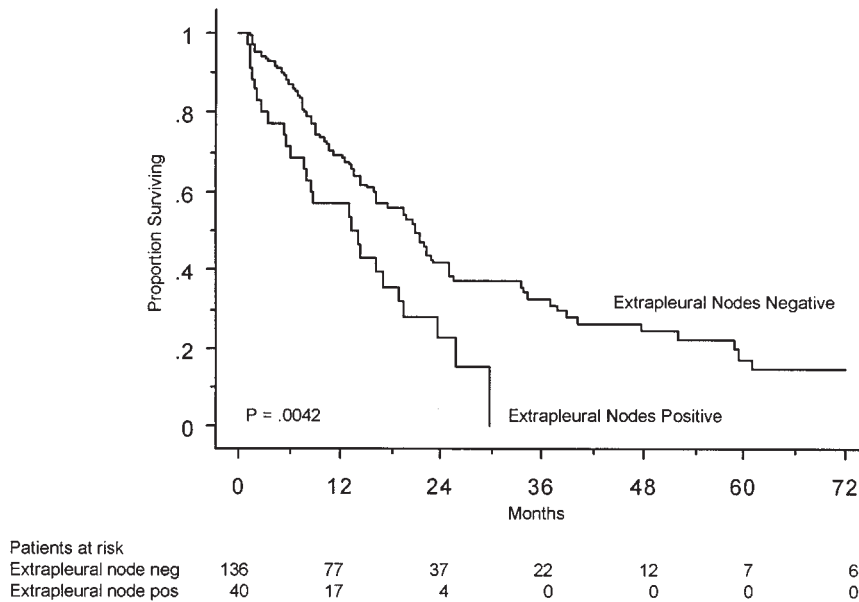 1
.8
.6
.4
.2
0
Proportion Surviving
Extrapleural Nodes Negative
P = .0042
Extrapleural Nodes Positive
0 12 24 36 48 60 72
Months
Patients at risk
Extrapleural node neg 136 77 37 22 12 7 6
Extrapleural node pos 40 17 4 0 0 0 0